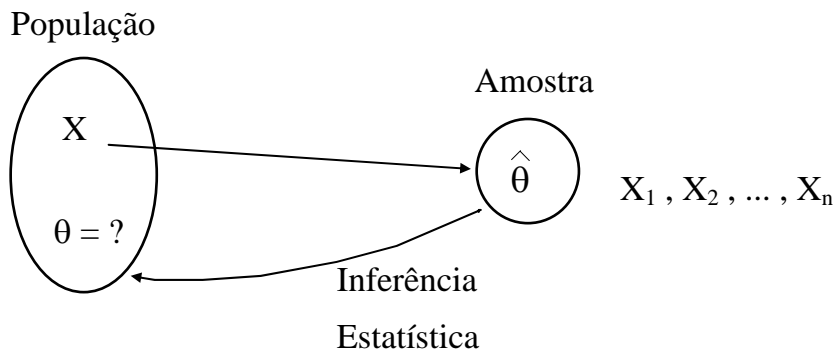 População
Amostra
X
θ̂
X₁ , X₂ , ... , Xₙ
θ = ?
Inferência
Estatística